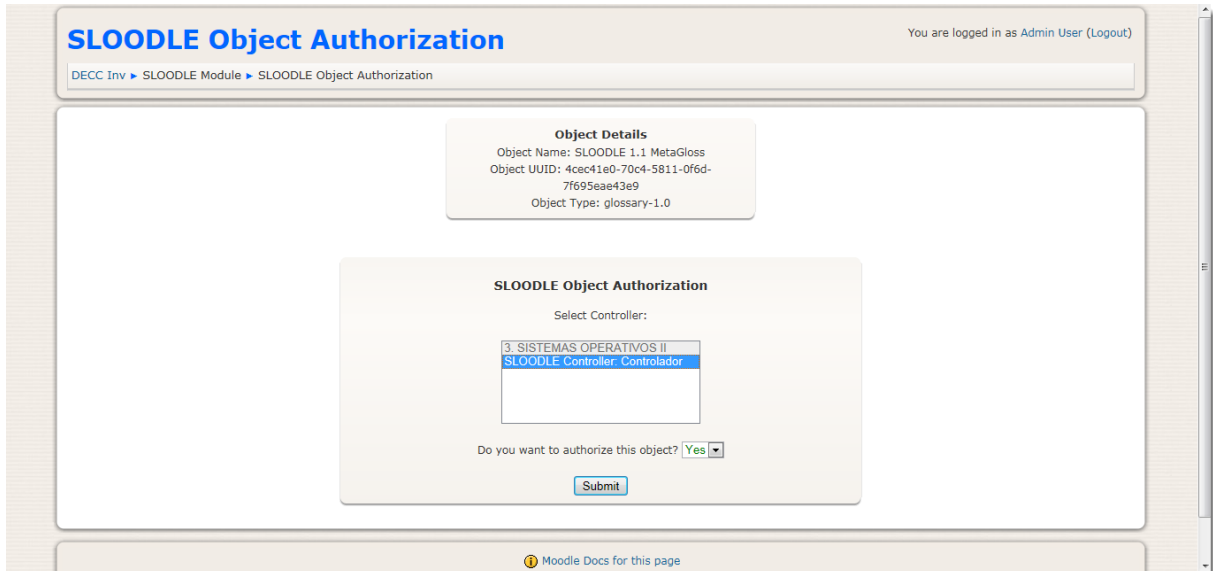 SLOODLE Object Authorization
You are logged in as Admin User (Logout)
DECC Inv ► SLOODLE Module ► SLOODLE Object Authorization
Object Details
Object Name: SLOODLE 1.1 MetaGloss
Object UUID: 4cec41e0-70c4-5811-0f6d-
7f695eae43e9
Object Type: glossary-1.0
SLOODLE Object Authorization
Select Controller:
3. SISTEMAS OPERATIVOS II
SLOODLE Controller: Controlador
Do you want to authorize this object? Yes
Submit
Moodle Docs for this page